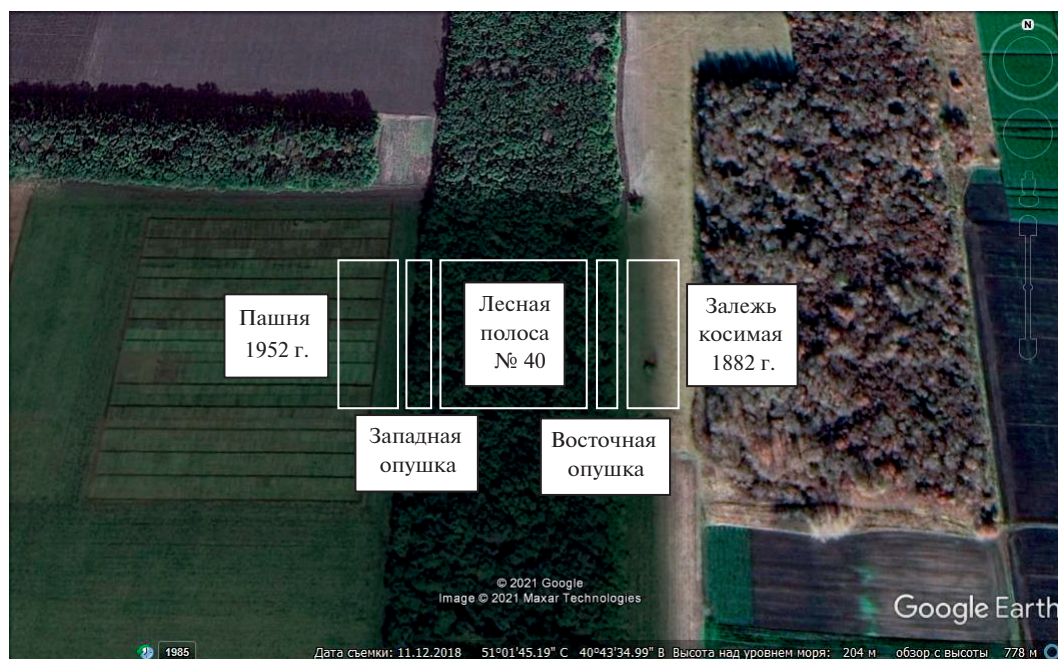 N
Пашня
1952 г.
Лесная
полоса
№ 40
Залежь
косимая
1882 г.
Западная
опушка
Восточная
опушка
© 2021 Google
Image © 2021 Maxar Technologies
Google Earth
1985
Дата съемки: 11.12.2018 51°01'45.19" С 40°43'34.99" В Высота над уровнем моря: 204 м обзор с высоты 778 м